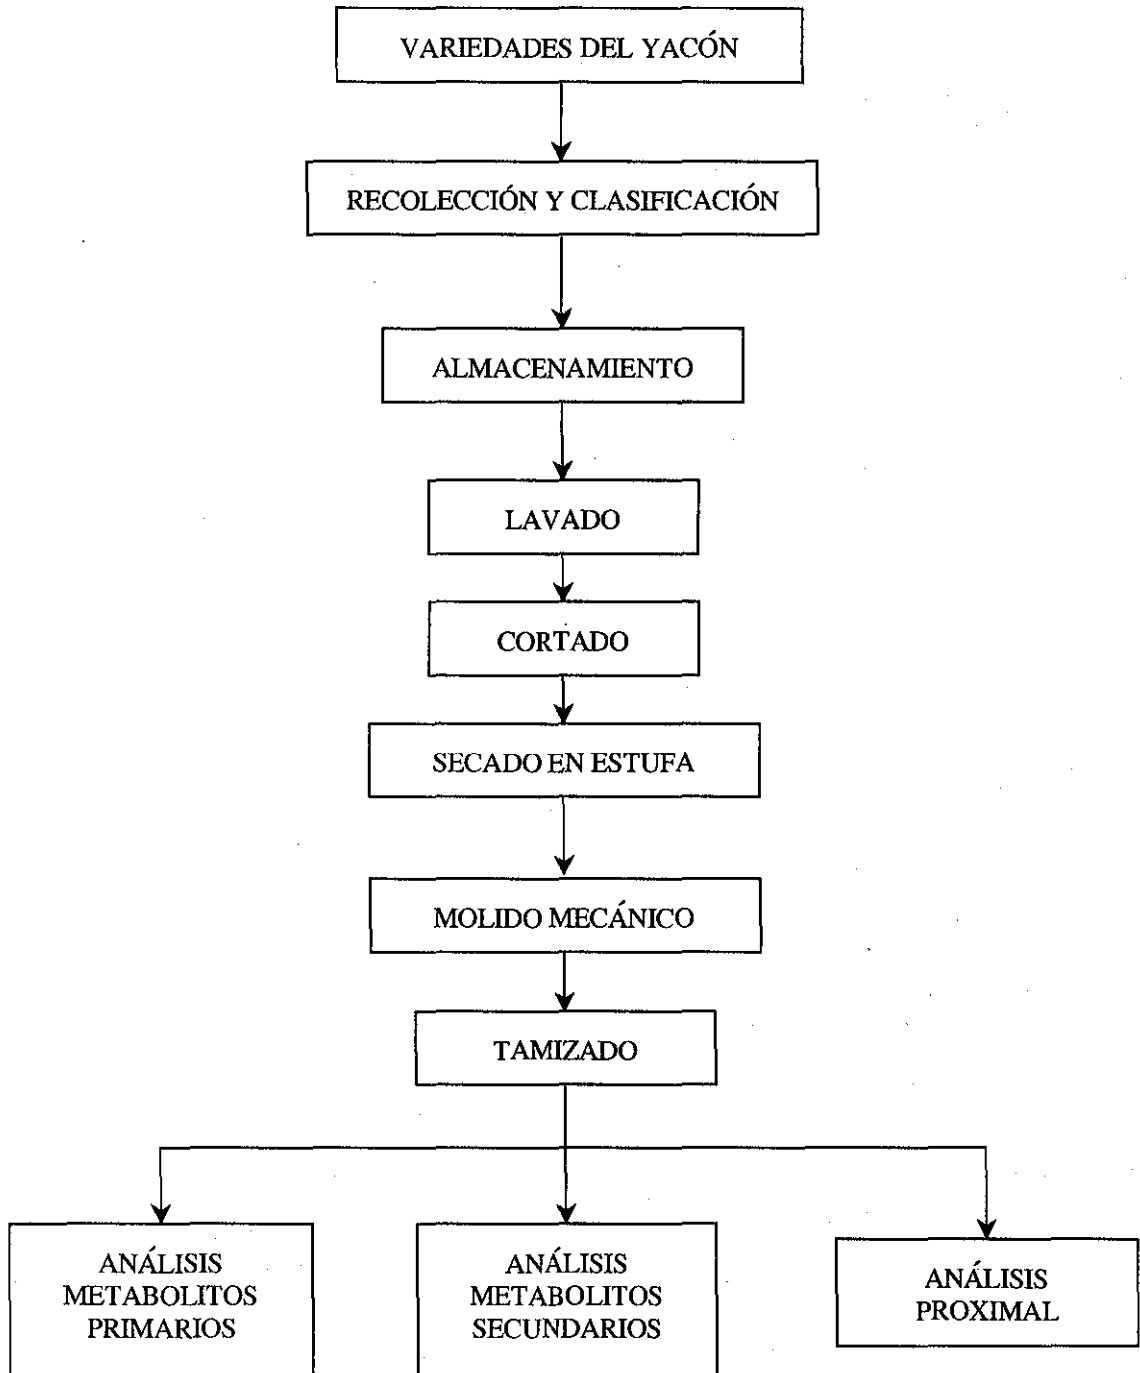 VARIEDADES DEL YACÓN
RECOLECCIÓN Y CLASIFICACIÓN
ALMACENAMIENTO
LAVADO
CORTADO
SECADO EN ESTUFA
MOLIDO MECÁNICO
TAMIZADO
ANÁLISIS
METABOLITOS
PRIMARIOS
ANÁLISIS
METABOLITOS
SECUNDARIOS
ANÁLISIS
PROXIMAL